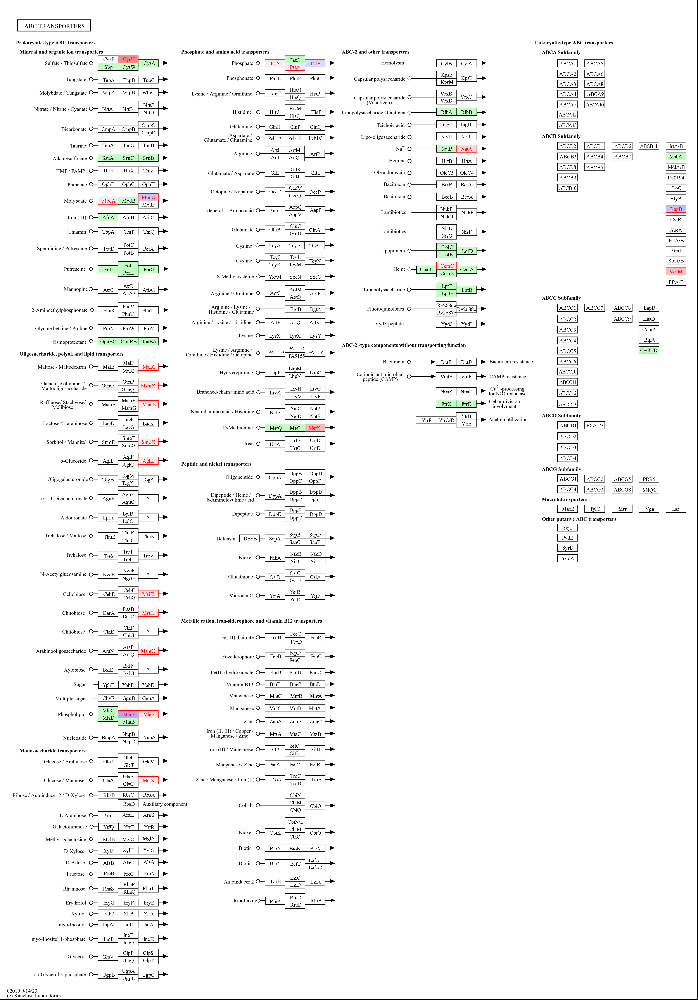 ABC TRANSPORTERS
Prokaryotic-type ABC transporters
Mineral and organic ion transporters
Sulfate / Thiosulfate CysP CysU CysA
Sbp CysW
Tungstate TupA TupB TupC
Molybdate / Tungstate WtpA WtpB WtpC
Nitrate / Nitrite / Cyanate NrtA NrtB NrtC
NrtD
Bicarbonate CmpA CmpB CmpC
CmpD
Taurine TauA TauC TauB
Alkanesulfonate SsuA SsuC SsuB
HMP / FAMP ThiY ThiX ThiZ
Phthalate OphF OphG OphH
Molybdate ModA ModB ModC
ModF
Iron (III) AfuA AfuB AfuC
Thiamin TbpA ThiP ThiQ
Spermidine / Putrescine PotD PotC PotA
PotB
Putrescine PotF PotI PorG
PorH
Mannopine AttC AttB AttA1
AttA2
2-Aminoethylphosphonate PhnS PhnV PhnT
PhnU
Glycine betaine / Proline ProX ProW ProV
Osmoprotectant OpuBC OpuBB OpuBA
Oligosaccharide, polyol, and lipid transporters
Maltose / Maltodextrin MalE MalF MalK
MalG
Galactose oligomer /
Maltooligosaccharide GanO GanP MsmX
GanQ
Raffinose/ Stachyose/
Melibiose MsmE MsmF MsmK
MsmG
Lactose /L-arabinose LacE LacF LacK
LacG
Sorbitol / Mannitol SmoE SmoF SmoK
SmoG
α-Glucoside AglE AglF AglK
AglG
Oligogalacturonide TogB TogM TogA
TogN
α-1,4-Digalacturonate AguE AguF ?
AguG
Aldouronate LplA LplB ?
LplC
Trehalose / Maltose ThuE ThuF ThuK
ThuG
Trehalose TreS TreT TreV
TreU
N-Acetylglucosamine NgcE NgcF ?
NgcG
Cellobiose CebE CebF MsiK
CebG
Chitobiose DasA DasB MsiK
DasC
Chitobiose ChiE ChiF ?
ChiG
Arabinooligosaccharide AraN AraP MsmX
AraQ
Xylobiose BxlE BxlF ?
BxlG
Sugar YphF YphD YphE
Multiple sugar ChvE GguB GguA
Phospholipid MlaC MlaE MlaF
MlaD MlaB
Nucleoside BmpA NupB NupA
NupC
Monosaccharide transporters
Glucose / Arabinose GlcS GlcU GlcV
GlcT
Glucose / Mannose GtsA GtsB MalK
GtsC
Ribose / Autoinducer 2 / D-Xylose RbsB RbsC RbsA
RbsD Auxiliary component
L-Arabinose AraF AraH AraG
Galactofuranose YtfQ YtfT YtfR
Methyl-galactoside MglB MglC MglA
D-Xylose XylF XylH XylG
D-Allose AlsB AlsC AlsA
Fructose FrcB FrcC FrcA
Rhamnose RhaS RhaP RhaT
RhaQ
Erythritol EryG EryF EryE
Xylitol XltC XltB XltA
myo-Inositol IbpA IatP IatA
myo-Inositol 1-phosphate InoE InoF InoK
InoG
Glycerol GlpV GlpP GlpS
GlpQ GlpT
sn-Glycerol 3-phosphate UgpB UgpA UgpC
UgpE
Phosphate and amino acid transporters
Phosphate PstS PstC PstB
PstA
Phosphonate PhnD PhnE PhnC
Lysine / Arginine / Ornithine ArgT HisM HisP
HisQ
Histidine HisJ HisM HisP
HisQ
Glutamine GlnH GlnP GlnQ
Aspartate /
Glutamate / Glutamine Peb1A Peb1B Peb1C
Arginine ArtJ ArtM ArtP
ArtI ArtQ
Glutamate / Aspartate GltI GltK GltL
GltJ
Octopine / Nopaline OccT OccM OccP
OccQ
General L-Amino acid AapJ AapQ AapP
AapM
Glutamate GluB GluC GluA
GluD
Cystine TcyA TcyB TcyC
Cystine TcyJ TcyL TcyN
TcyK TcyM
S-Methylcysteine YxeM YxeN YxeO
Arginine / Ornithine AotJ AotM AotP
AotQ
Arginine / Lysine /
Histidine / Glutamine BgtB BgtA
Arginine / Lysine / Histidine ArtP ArtQ ArtR
Lysine LysX LysX LysY
Lysine / Arginine /
Ornithine / Histidine / Octopine PA5153 PA5154 PA5152
PA5155
Hydroxyproline LhpP LhpM LhpO
LhpN
Branched-chain amino acid LivK LivH LivG
LivM LivF
Neutral amino acid / Histidine NatB NatC NatA
NatD NatE
D-Methionine MetQ MetI MetN
Urea UrtA UrtB UrtD
UrtC UrtE
Peptide and nickel transporters
Oligopeptide OppA OppB OppD
OppC OppF
Dipeptide / Heme /
δ-Aminolevulinic acid DppA DppB DppD
DppC DppF
Dipeptide DppE DppB DppD
DppC
Defensin DEFB SapA SapB SapD
SapC SapF
Nickel NikA NikB NikD
NikC NikE
Glutathione GsiB GsiC GsiA
GsiD
Microcin C YejA YejB YejF
YejE
Metallic cation, iron-siderophore and vitamin B12 transporters
Fe(III) dicitrate FecB FecC FecE
FecD
Fe-siderophore FepB FepD FepC
FepG
Fe(III) hydroxamate FhuD FhuB FhuC
Vitamin B12 BtuF BtuC BtuD
Manganese MntC MntB MntA
Manganese MntC MntB MntA
Zinc ZnuA ZnuB ZnuC
Iron (II, III) / Copper /
Manganese / Zinc MtsA MtsC MtsB
Iron (II) / Manganese SitA SitC SitB
SitD
Manganese / Zinc PsaA PsaC PsaB
Zinc / Manganese / Iron (II) TroA TroC TroB
TroD
Cobalt CbiN
CbiM CbiO
CbiQ
Nickel CbiN/L
CbiK CbiM CbiO
CbiQ
Biotin BioY BioN BioM
Biotin BioY EcfT EcfA1
EcfA2
Autoinducer 2 LsrB LsrC LsrA
LsrD
Riboflavin RfuA RfuC RfuB
RfuD
ABC-2 and other transporters
Hemolysin CylB CylA
Capsular polysaccharide KpsE KpsT
KpsM
Capsular polysaccharide VexB VexC
(Vi antigen) VexD
Lipopolysaccharide O-antigen RfbA RfbB
Teichoic acid TagG TagH
Lipo-oligosaccharide NodJ NodI
Na+ NatB NatA
Hemine HrtB HrtA
Oleandomycin OleC5 OleC4
Bacitracin BcrB BcrA
Bacitracin BceB BceA
Lantibiotics NukE NukF
NukG
Lantibiotics NisE NisF
NisG
Lipoprotein LolC LolD
LolE
Heme CcmD CcmC CcmA
CcmB
Lipopolysaccharide LptF LptB
LptG
Fluoroquinolones Rv2686c Rv2688c
Rv2687c
YydF peptide YydJ YydI
ABC-2 -type components without transporting function
Bacitracin BraE BraD Bacitracin resistance
Cationic antimicrobial
peptide (CAMP) VraG VraF CAMP resistance
NosY NosF Cu2+-processing
for N2O reductase
FtsX FtsE Cellar division
involvment
YtrF YtrC/D YtrB Acetoin utilization
YtrE
Eukaryotic-type ABC transporters
ABCA Subfamily
ABCA1 ABCA5
ABCA2 ABCA6
ABCA3 ABCA8
ABCA4 ABCA9
ABCA7 ABCA10
ABCA12
ABCA13
ABCB Subfamily
ABCB2 ABCB1 ABCB6 ABCB11 IrtA/B
ABCB3 ABCB4 ABCB7 MsbA
ABCB8 ABCB5 MdlA/B
ABCB9 Rv0194
ABCB10 IroC
HlyB
RaxB
CylB
AbcA
PatA/B
Atm1
SteA/B
VcaM
EfrA/B
ABCC Subfamily
ABCC1 ABCC7 ABCC8 LapB
ABCC2 ABCC9 HasD
ABCC3 ComA
ABCC4 BlpA
ABCC5 CydC/D
ABCC6
ABCC10
ABCC11
ABCC12
ABCC13
ABCD Subfamily
ABCD1 PXA1/2
ABCD2
ABCD3
ABCD4
ABCG Subfamily
ABCG1 ABCG2 ABCG5 PDR5
ABCG4 ABCG3 ABCG8 SNQ2
Macrolide exporters
MacB TylC Msr Vga Lsa
Other putative ABC transporters
YojI
PvdE
SyrD
YddA
02010 9/14/23
(c) Kanehisa Laboratories